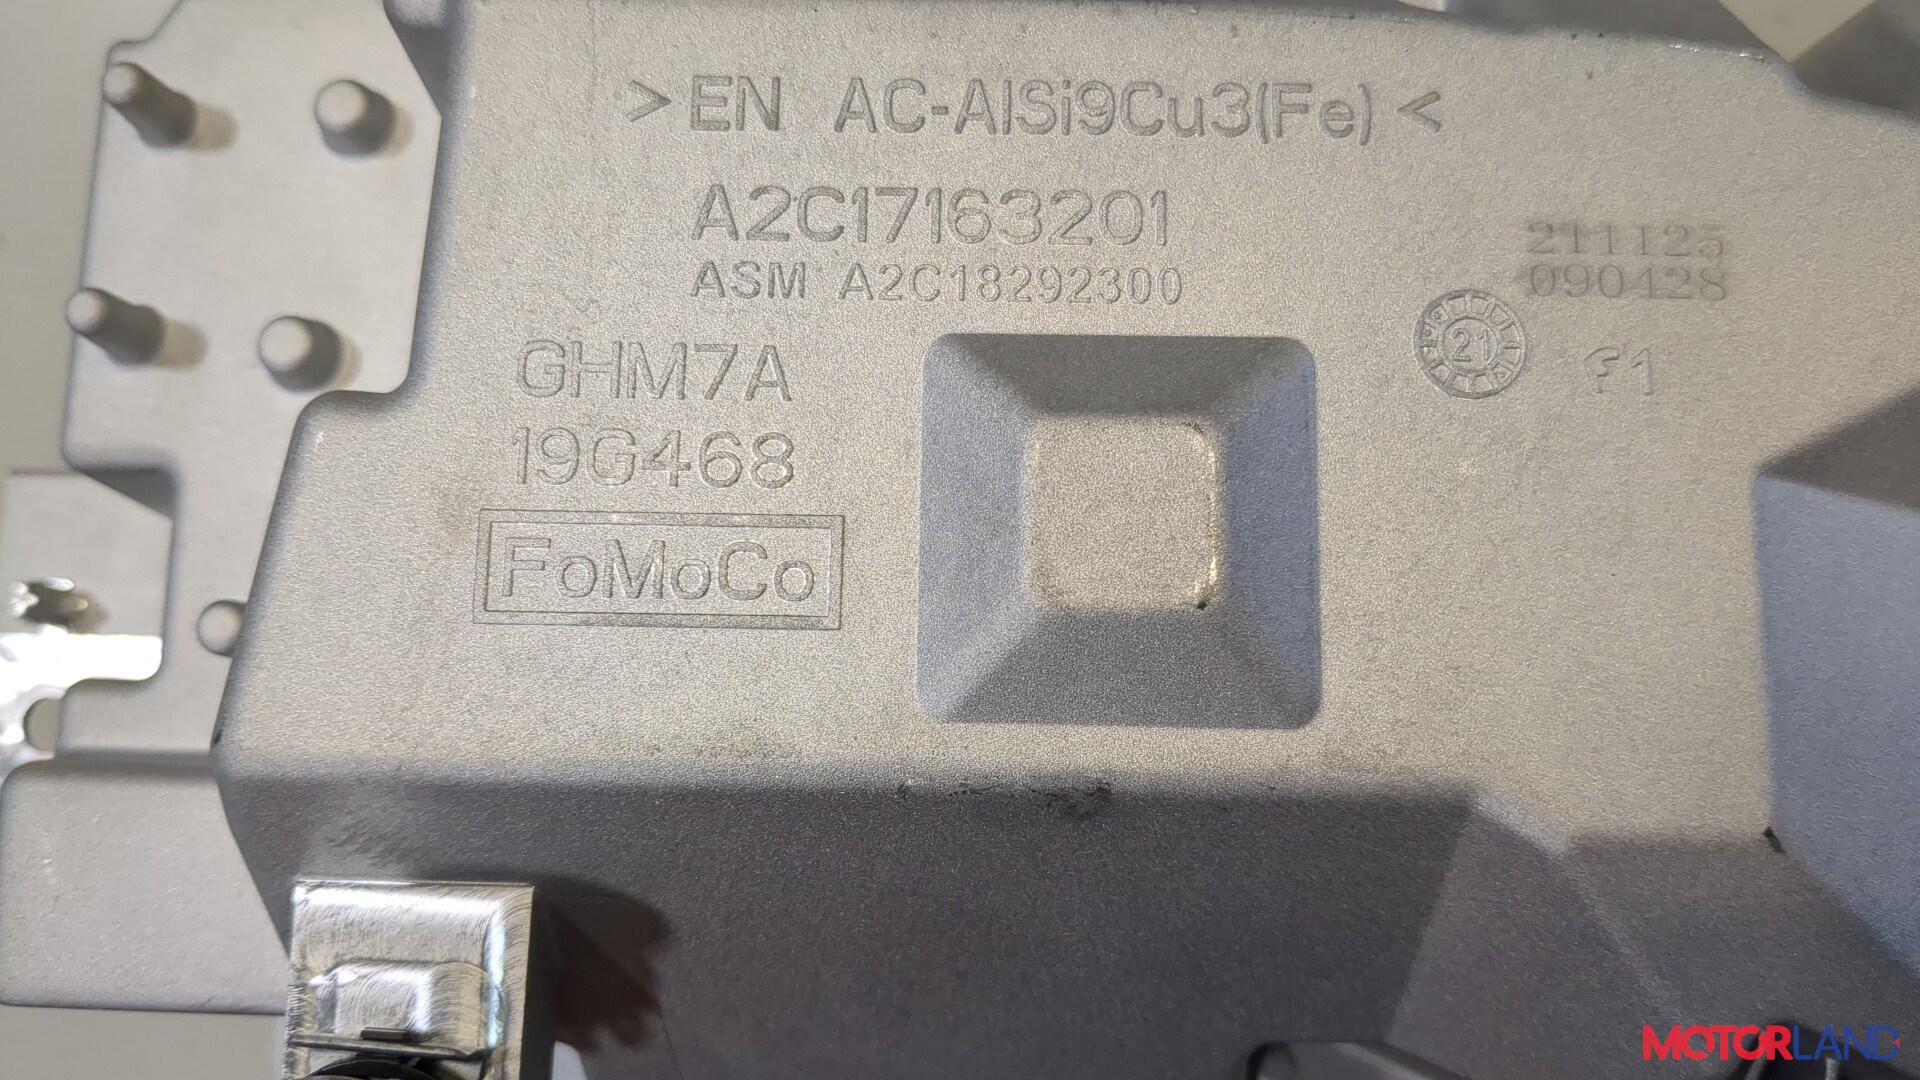 >EN AC-AlSi9Cu3(Fe)<
A2C17163201
ASM A2C18292300
211125
090428
21
F1
GHM7A
19G468
FoMoCo
MOTORLAND